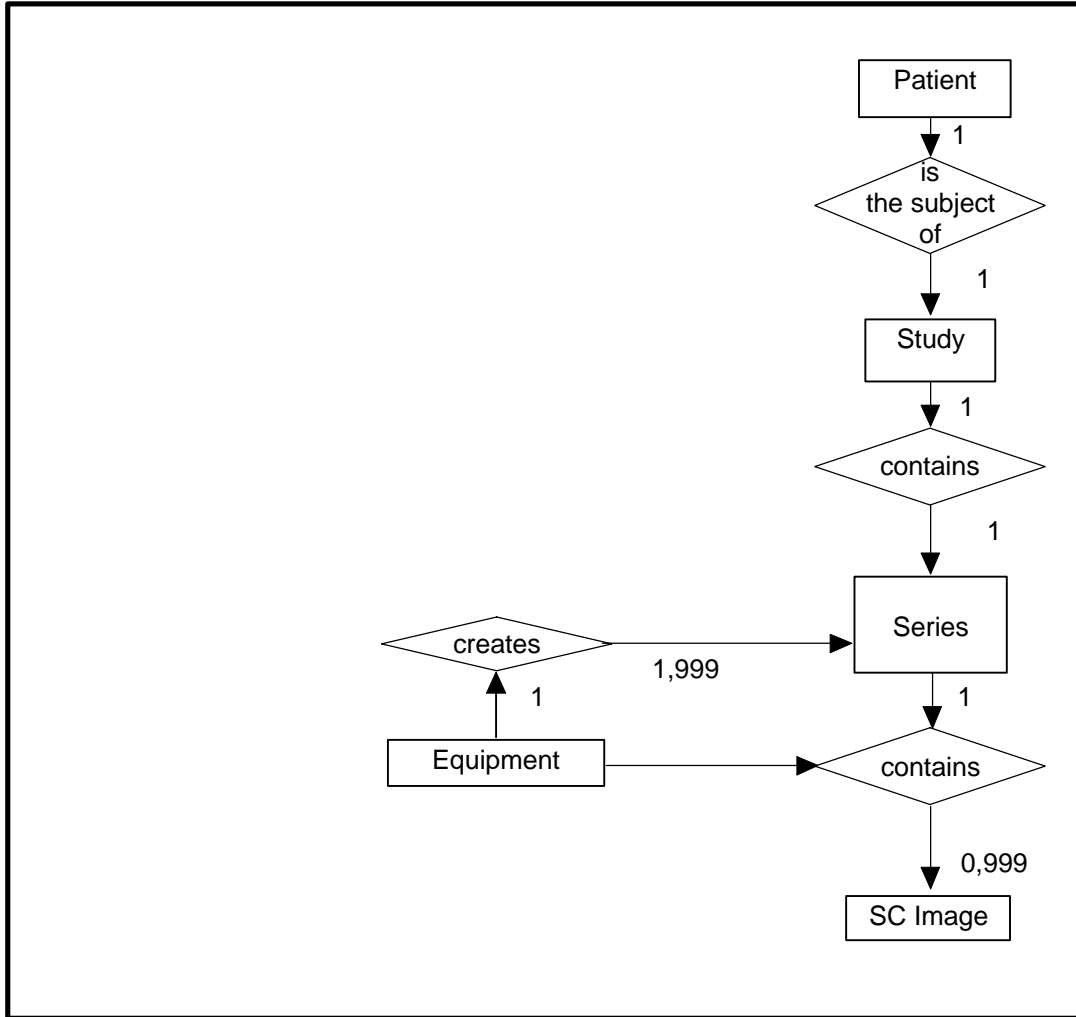 Patient
1
is
the subject
of
1
Study
1
contains
1
Series
creates
1,999
1
1
Equipment
contains
0,999
SC Image